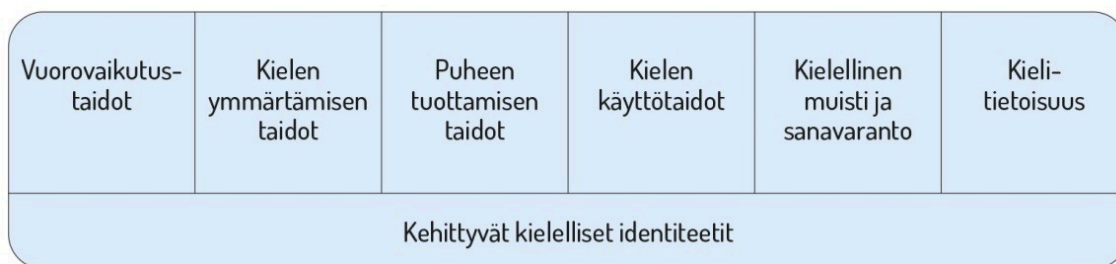 Vuorovaikutus-
taidot
Kielen
ymmärtämisen
taidot
Puheen
tuottamisen
taidot
Kielen
käyttötaidot
Kielellinen
muisti ja
sanavaranto
Kieli-
tietoisuus
Kehittyvät kielelliset identiteetit